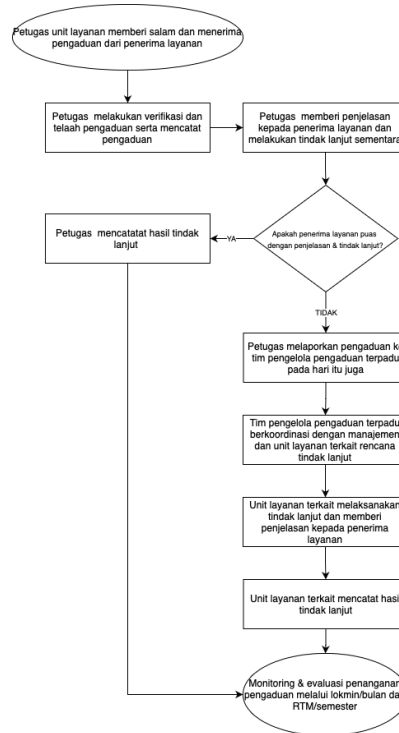 Petugas unit layanan memberi salam dan menerima
pengaduan dari penerima layanan
Petugas melakukan verifikasi dan
telaah pengaduan serta mencatat
pengaduan
Petugas memberi penjelasan
kepada penerima layanan dan
melakukan tindak lanjut sementara
Apakah penerima layanan puas
dengan penjelasan & tindak lanjut?
YA
Petugas mencatatat hasil tindak
lanjut
TIDAK
Petugas melaporkan pengaduan ke
tim pengelola pengaduan terpadu
pada hari itu juga
Tim pengelola pengaduan terpadu
berkoordinasi dengan manajemen
dan unit layanan terkait rencana
tindak lanjut
Unit layanan terkait melaksanakan
tindak lanjut dan memberi
penjelasan kepada penerima
layanan
Unit layanan terkait mencatat hasi
tindak lanjut
Monitoring & evaluasi penanganan
pengaduan melalui lokmin/bulan da
RTM/semester